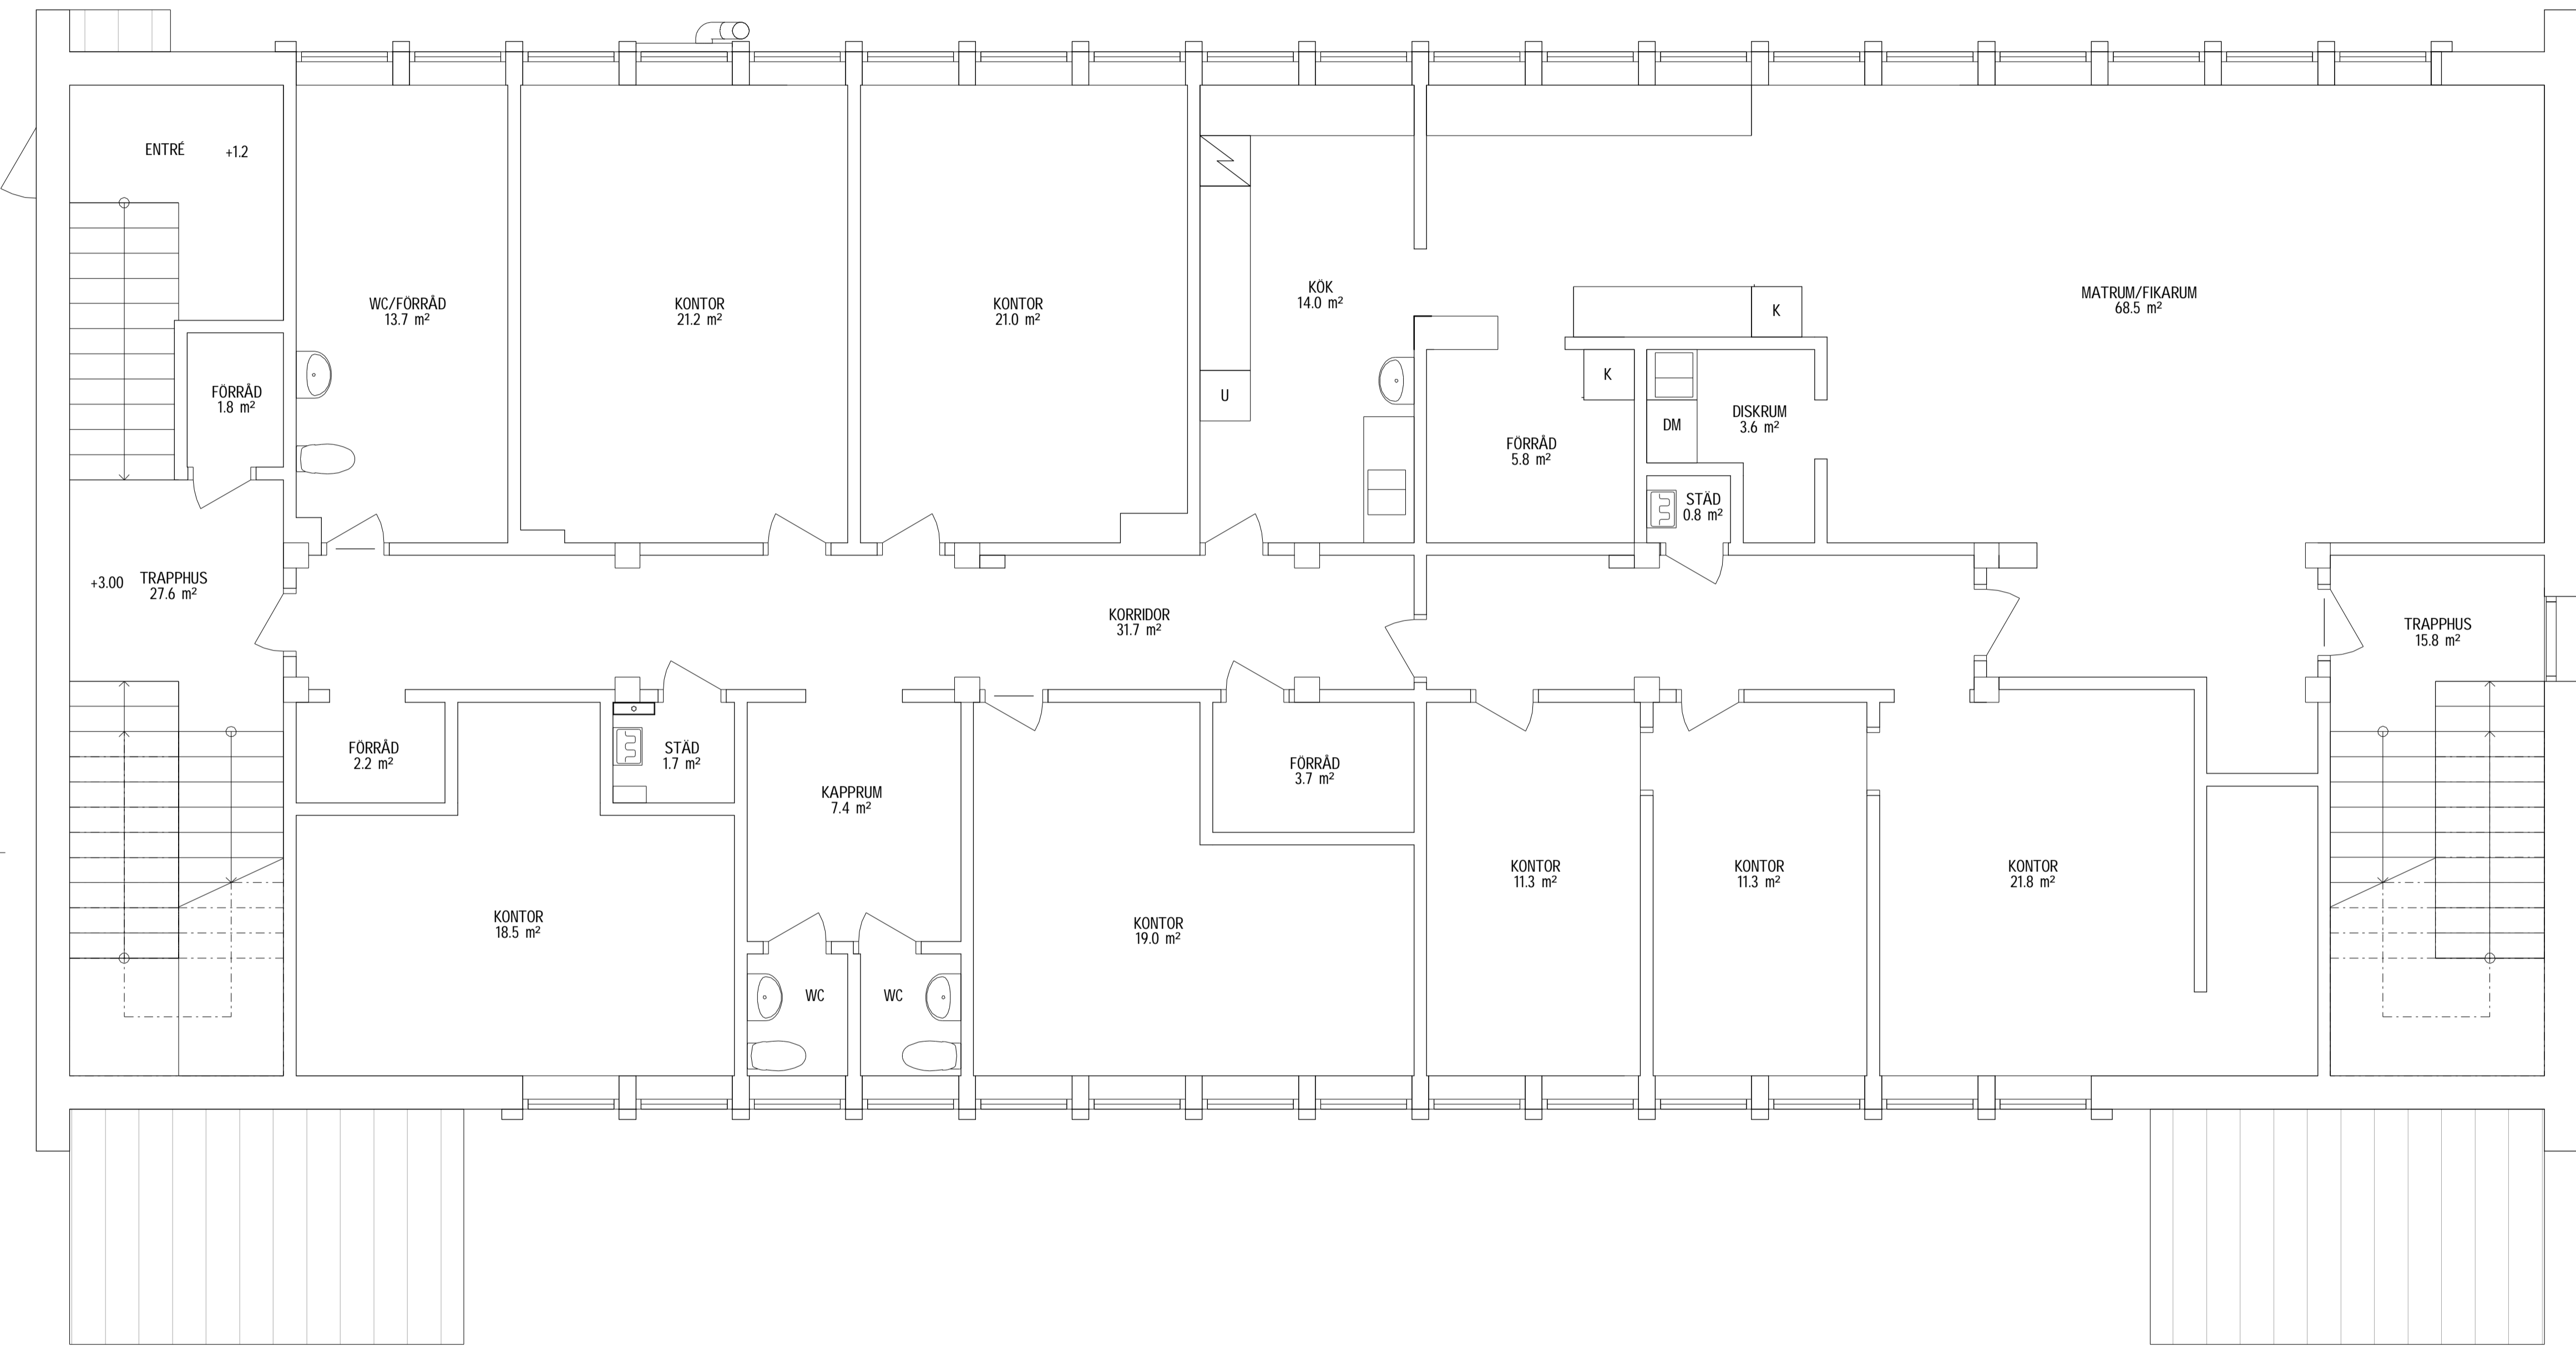 ENTRÉ +1.2
WC/FÖRRÅD
13.7 m²
KONTOR
21.2 m²
KONTOR
21.0 m²
KÖK
14.0 m²
MATRUM/FIKARUM
68.5 m²
K
K
U
FÖRRÅD
1.8 m²
DISKRUM
3.6 m²
DM
FÖRRÅD
5.8 m²
STÄD
0.8 m²
+3.00
TRAPPHUS
27.6 m²
KORRIDOR
31.7 m²
TRAPPHUS
15.8 m²
FÖRRÅD
2.2 m²
STÄD
1.7 m²
KAPPRUM
7.4 m²
FÖRRÅD
3.7 m²
KONTOR
18.5 m²
KONTOR
19.0 m²
KONTOR
11.3 m²
KONTOR
11.3 m²
KONTOR
21.8 m²
WC
WC